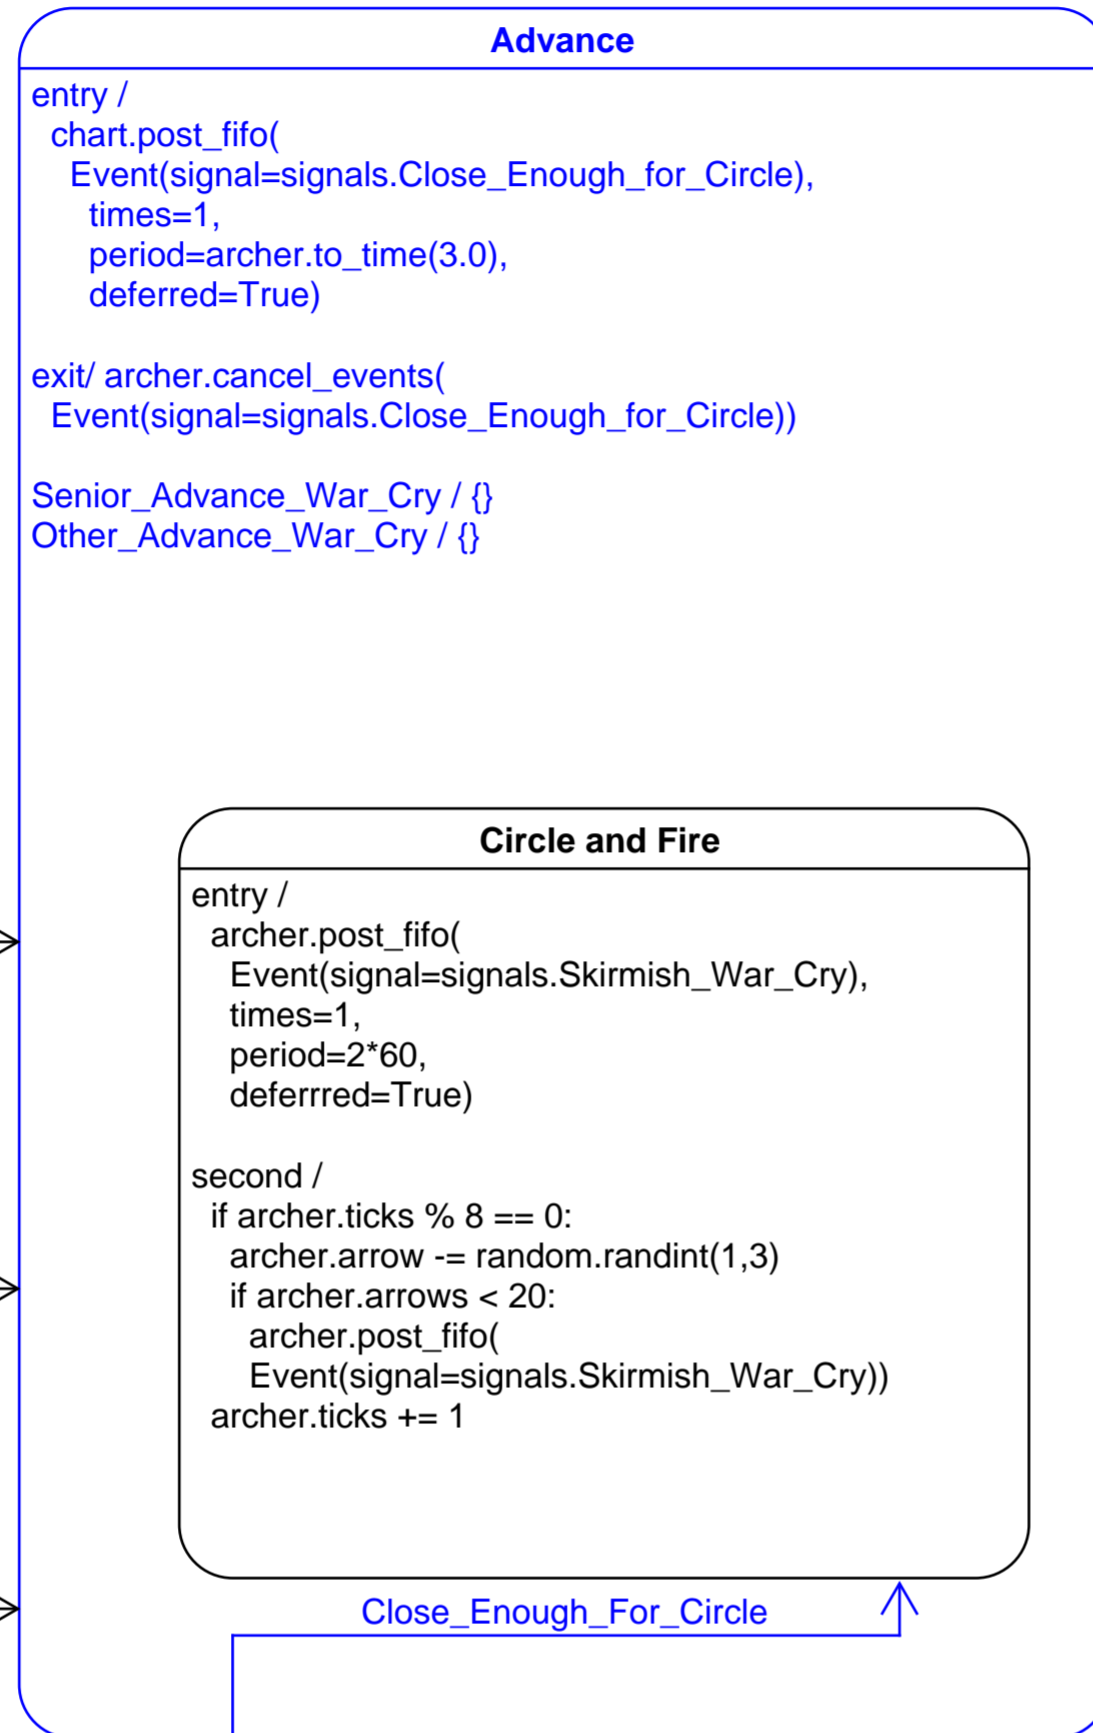 Advance
entry /
chart.post_fifo(
Event(signal=signals.Close_Enough_for_Circle),
times=1,
period=archer.to_time(3.0),
deferred=True)
exit/ archer.cancel_events(
Event(signal=signals.Close_Enough_for_Circle))
Senior_Advance_War_Cry / {}
Other_Advance_War_Cry / {}
Circle and Fire
entry /
archer.post_fifo(
Event(signal=signals.Skirmish_War_Cry),
times=1,
period=2*60,
deferrred=True)
second /
if archer.ticks % 8 == 0:
archer.arrow -= random.randint(1,3)
if archer.arrows < 20:
archer.post_fifo(
Event(signal=signals.Skirmish_War_Cry))
archer.ticks += 1
Close_Enough_For_Circle